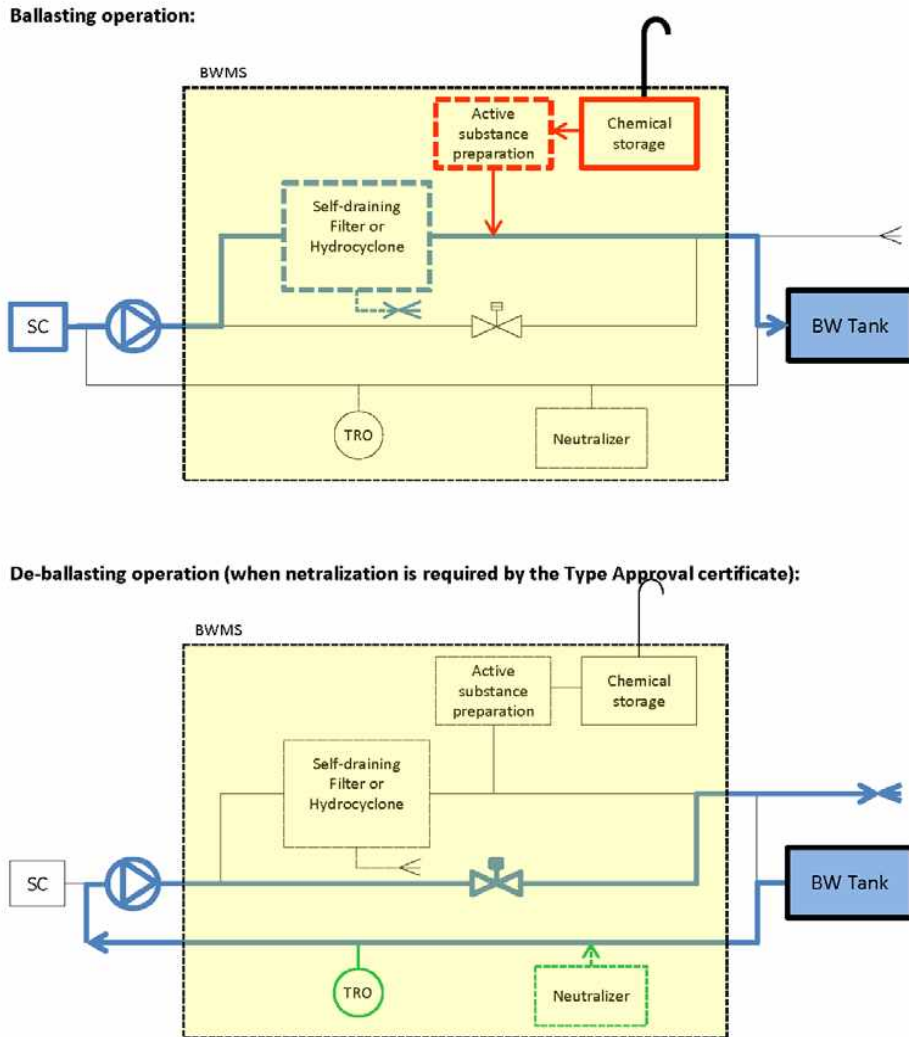 Ballasting operation:
BWMS
Active
substance
preparation
Chemical
storage
Self-draining
Filter or
Hydrocyclone
SC
BW Tank
TRO
Neutralizer
De-ballasting operation (when netralization is required by the Type Approval certificate):
BWMS
Active
substance
preparation
Chemical
storage
Self-draining
Filter or
Hydrocyclone
SC
BW Tank
TRO
Neutralizer